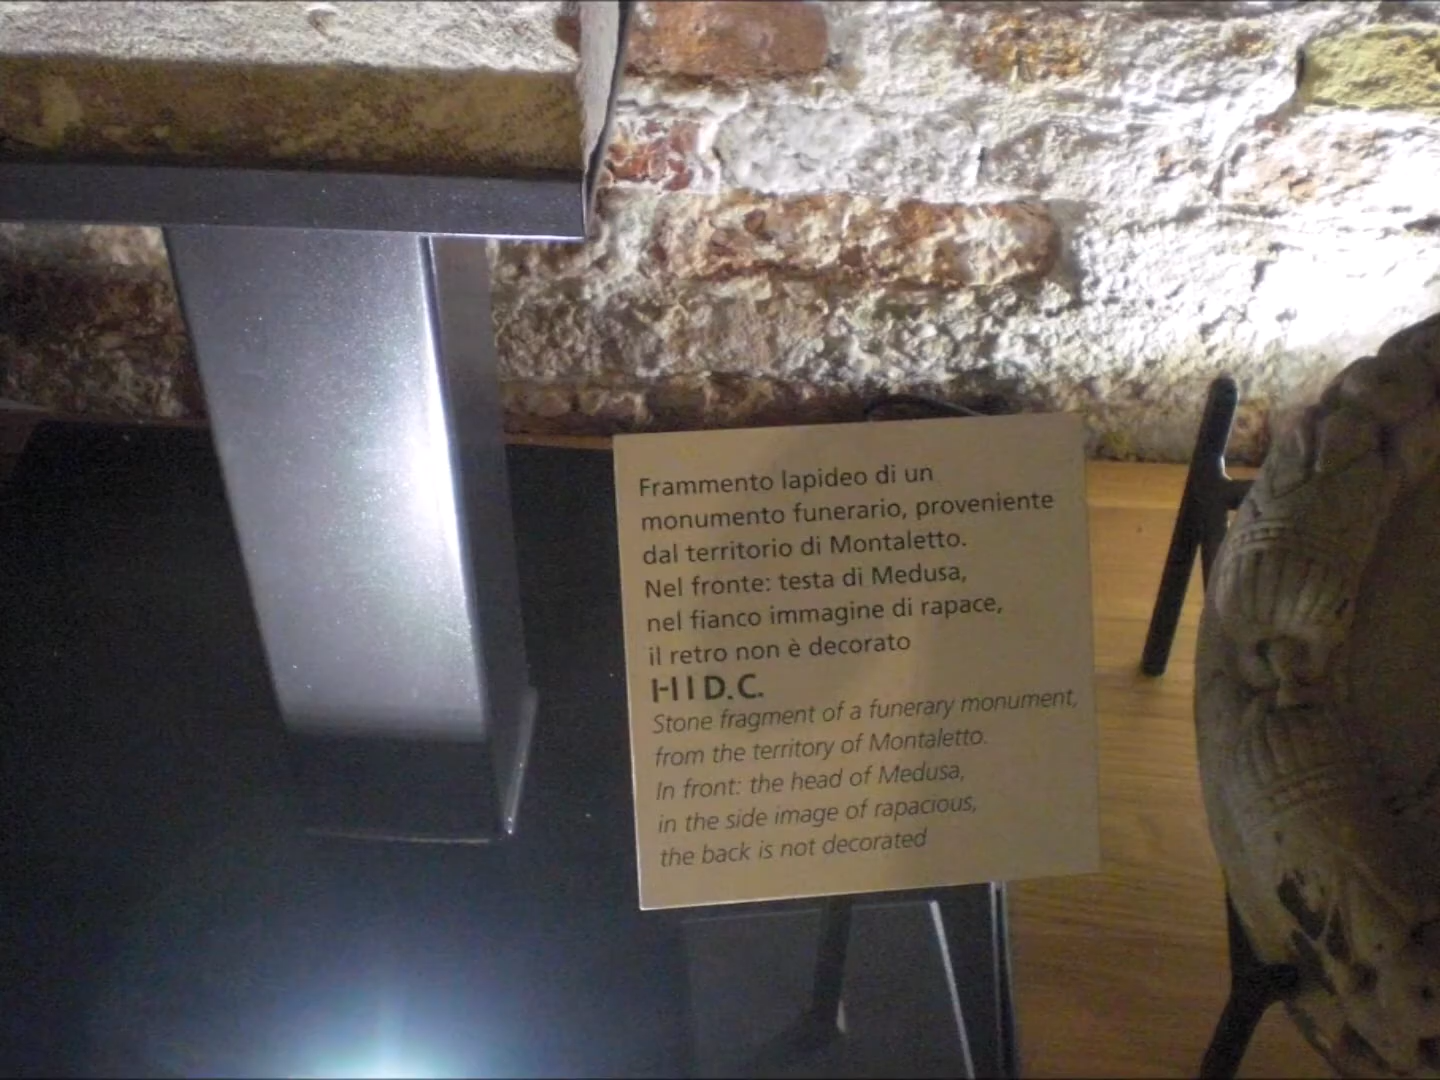 Frammento lapideo di un
monumento funerario, proveniente
dal territorio di Montaletto.
Nel fronte: testa di Medusa,
nel fianco immagine di rapace,
il retro non è decorato
I-II D.C.
Stone fragment of a funerary monument,
from the territory of Montaletto.
In front: the head of Medusa,
in the side image of rapacious,
the back is not decorated